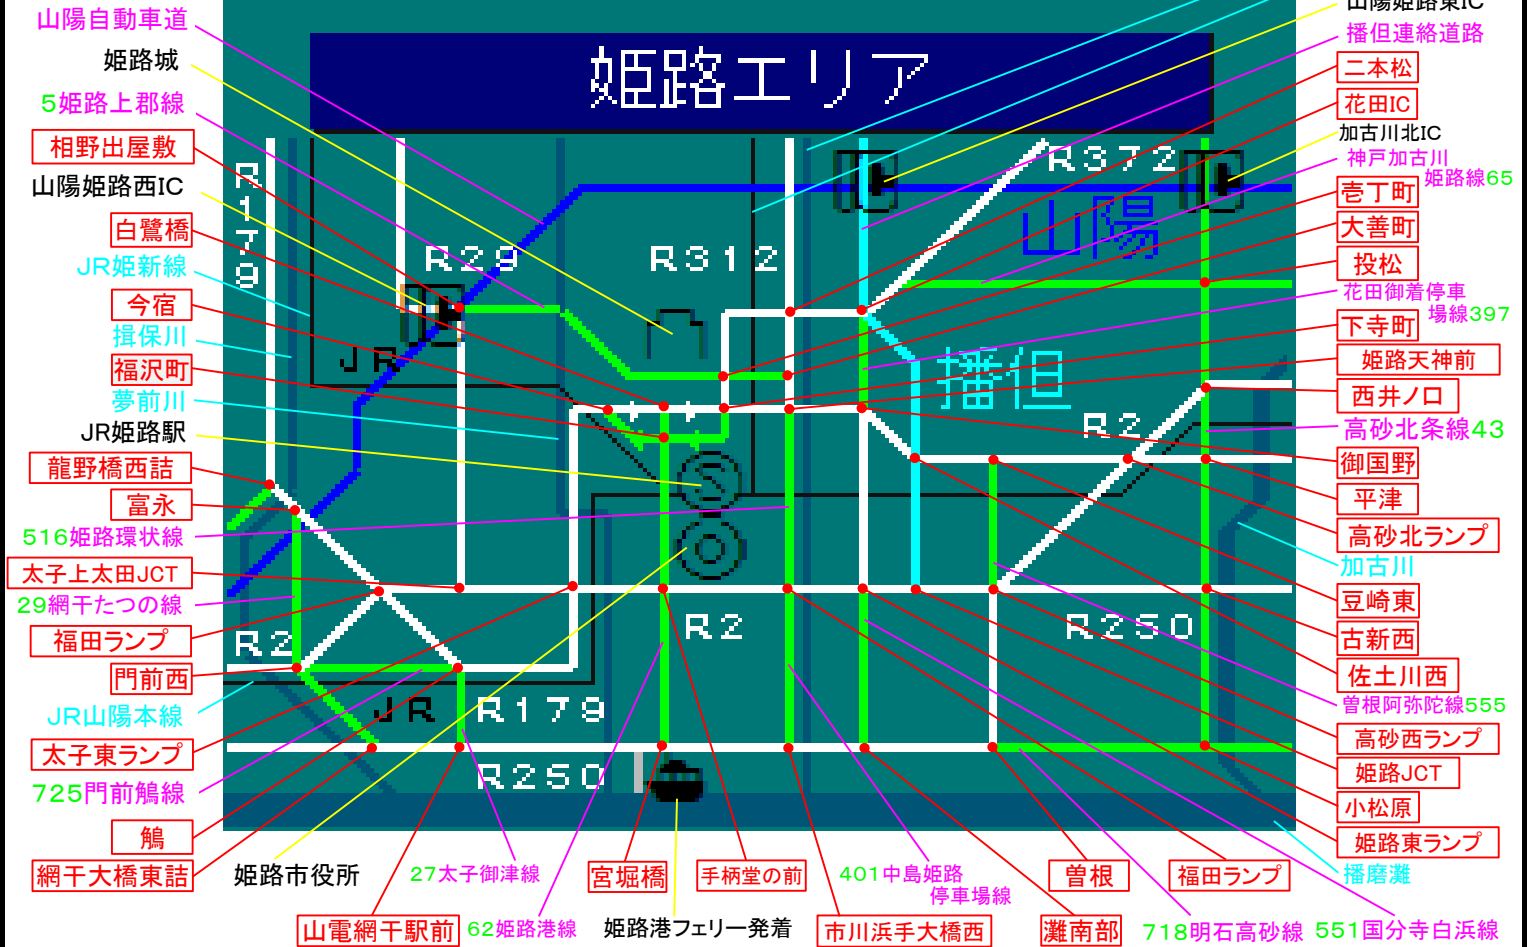 山陽自動車道
姫路城
5姫路上郡線
相野出屋敷
山陽姫路西IC
白鷺橋
JR姫新線
今宿
揖保川
福沢町
夢前川
JR姫路駅
龍野橋西詰
富永
516姫路環状線
太子上太田JCT
29網干たつの線
福田ランプ
門前西
JR山陽本線
太子東ランプ
725門前鵤線
鵤
網干大橋東詰
姫路エリア
R179
R29
R312
R372
山陽
JR
播但
R2
R2
R2
R250
JR
R179
R250
山陽姫路東IC
播但連絡道路
二本松
花田IC
加古川北IC
神戸加古川
姫路線65
壱丁町
大善町
投松
花田御着停車
場線397
下寺町
姫路天神前
西井ノ口
高砂北条線43
御国野
平津
高砂北ランプ
加古川
豆崎東
古新西
佐土川西
曽根阿弥陀線555
高砂西ランプ
姫路JCT
小松原
姫路東ランプ
播磨灘
姫路市役所
27太子御津線
宮堀橋
手柄堂の前
401中島姫路
停車場線
曽根
福田ランプ
山電網干駅前
62姫路港線
姫路港フェリー発着
市川浜手大橋西
灘南部
718明石高砂線
551国分寺白浜線